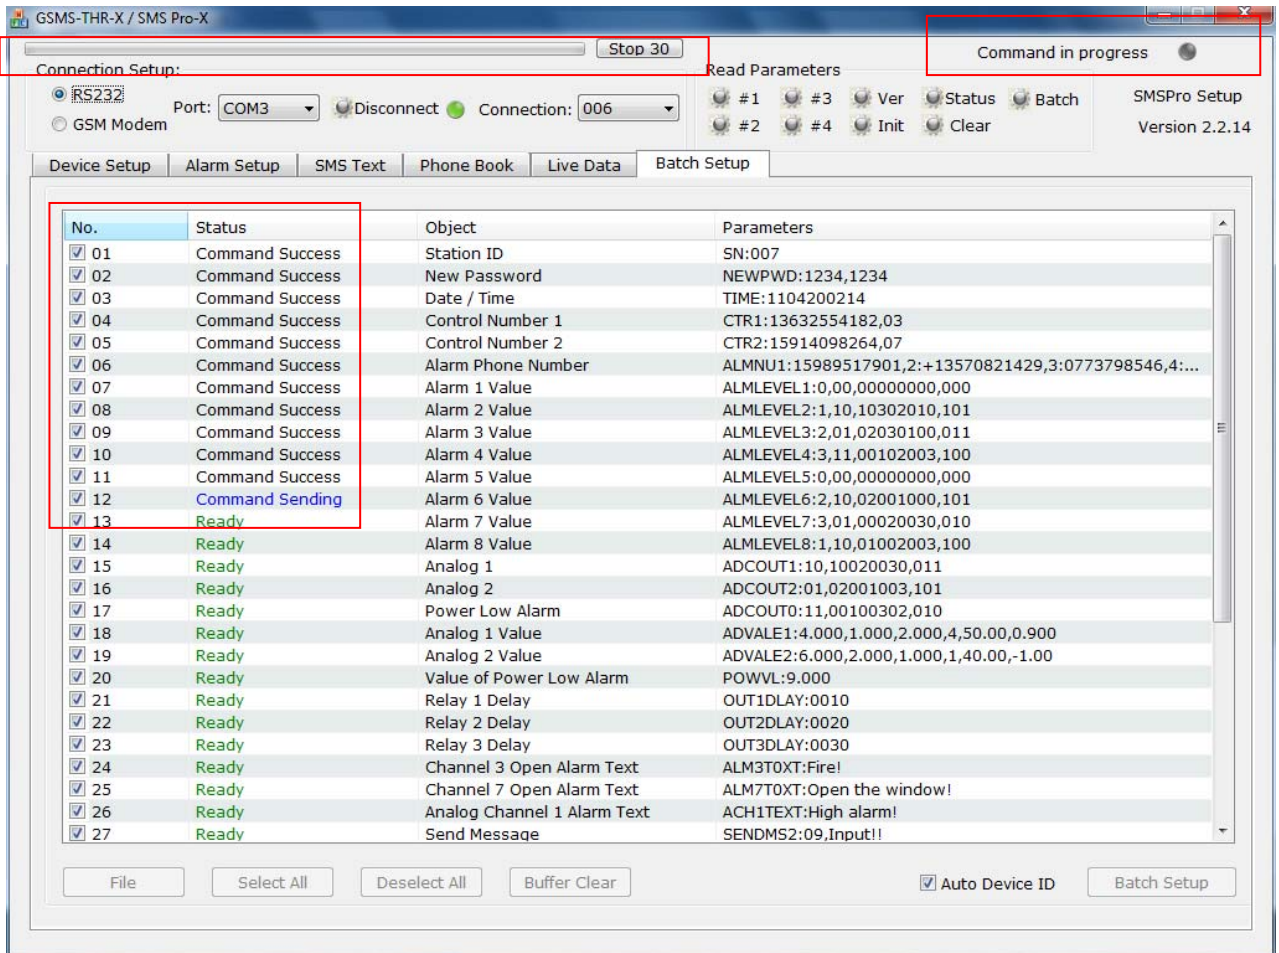 GSMS-THR-X / SMS Pro-X
Stop 30
Command in progress
Connection Setup:
RS232
GSM Modem
Port: COM3
Disconnect
Connection: 006
Read Parameters
#1 #3 Ver Status Batch
#2 #4 Init Clear
SMSPro Setup
Version 2.2.14
Device Setup Alarm Setup SMS Text Phone Book Live Data Batch Setup
No. Status Object Parameters
01 Command Success Station ID SN:007
02 Command Success New Password NEWPWD:1234,1234
03 Command Success Date / Time TIME:1104200214
04 Command Success Control Number 1 CTR1:13632554182,03
05 Command Success Control Number 2 CTR2:15914098264,07
06 Command Success Alarm Phone Number ALMNU1:15989517901,2:+13570821429,3:0773798546,4:...
07 Command Success Alarm 1 Value ALMLEVEL1:0,00,00000000,000
08 Command Success Alarm 2 Value ALMLEVEL2:1,10,10302010,101
09 Command Success Alarm 3 Value ALMLEVEL3:2,01,02030100,011
10 Command Success Alarm 4 Value ALMLEVEL4:3,11,00102003,100
11 Command Success Alarm 5 Value ALMLEVEL5:0,00,00000000,000
12 Command Sending Alarm 6 Value ALMLEVEL6:2,10,02001000,101
13 Ready Alarm 7 Value ALMLEVEL7:3,01,00020030,010
14 Ready Alarm 8 Value ALMLEVEL8:1,10,01002003,100
15 Ready Analog 1 ADCOUT1:10,10020030,011
16 Ready Analog 2 ADCOUT2:01,02001003,101
17 Ready Power Low Alarm ADCOUT0:11,00100302,010
18 Ready Analog 1 Value ADVALE1:4.000,1.000,2.000,4,50.00,0.900
19 Ready Analog 2 Value ADVALE2:6.000,2.000,1.000,1,40.00,-1.00
20 Ready Value of Power Low Alarm POWVL:9.000
21 Ready Relay 1 Delay OUT1DLAY:0010
22 Ready Relay 2 Delay OUT2DLAY:0020
23 Ready Relay 3 Delay OUT3DLAY:0030
24 Ready Channel 3 Open Alarm Text ALM3T0XT:Fire!
25 Ready Channel 7 Open Alarm Text ALM7T0XT:Open the window!
26 Ready Analog Channel 1 Alarm Text ACH1TEXT:High alarm!
27 Ready Send Message SENDMS2:09,Input!!
File Select All Deselect All Buffer Clear Auto Device ID Batch Setup